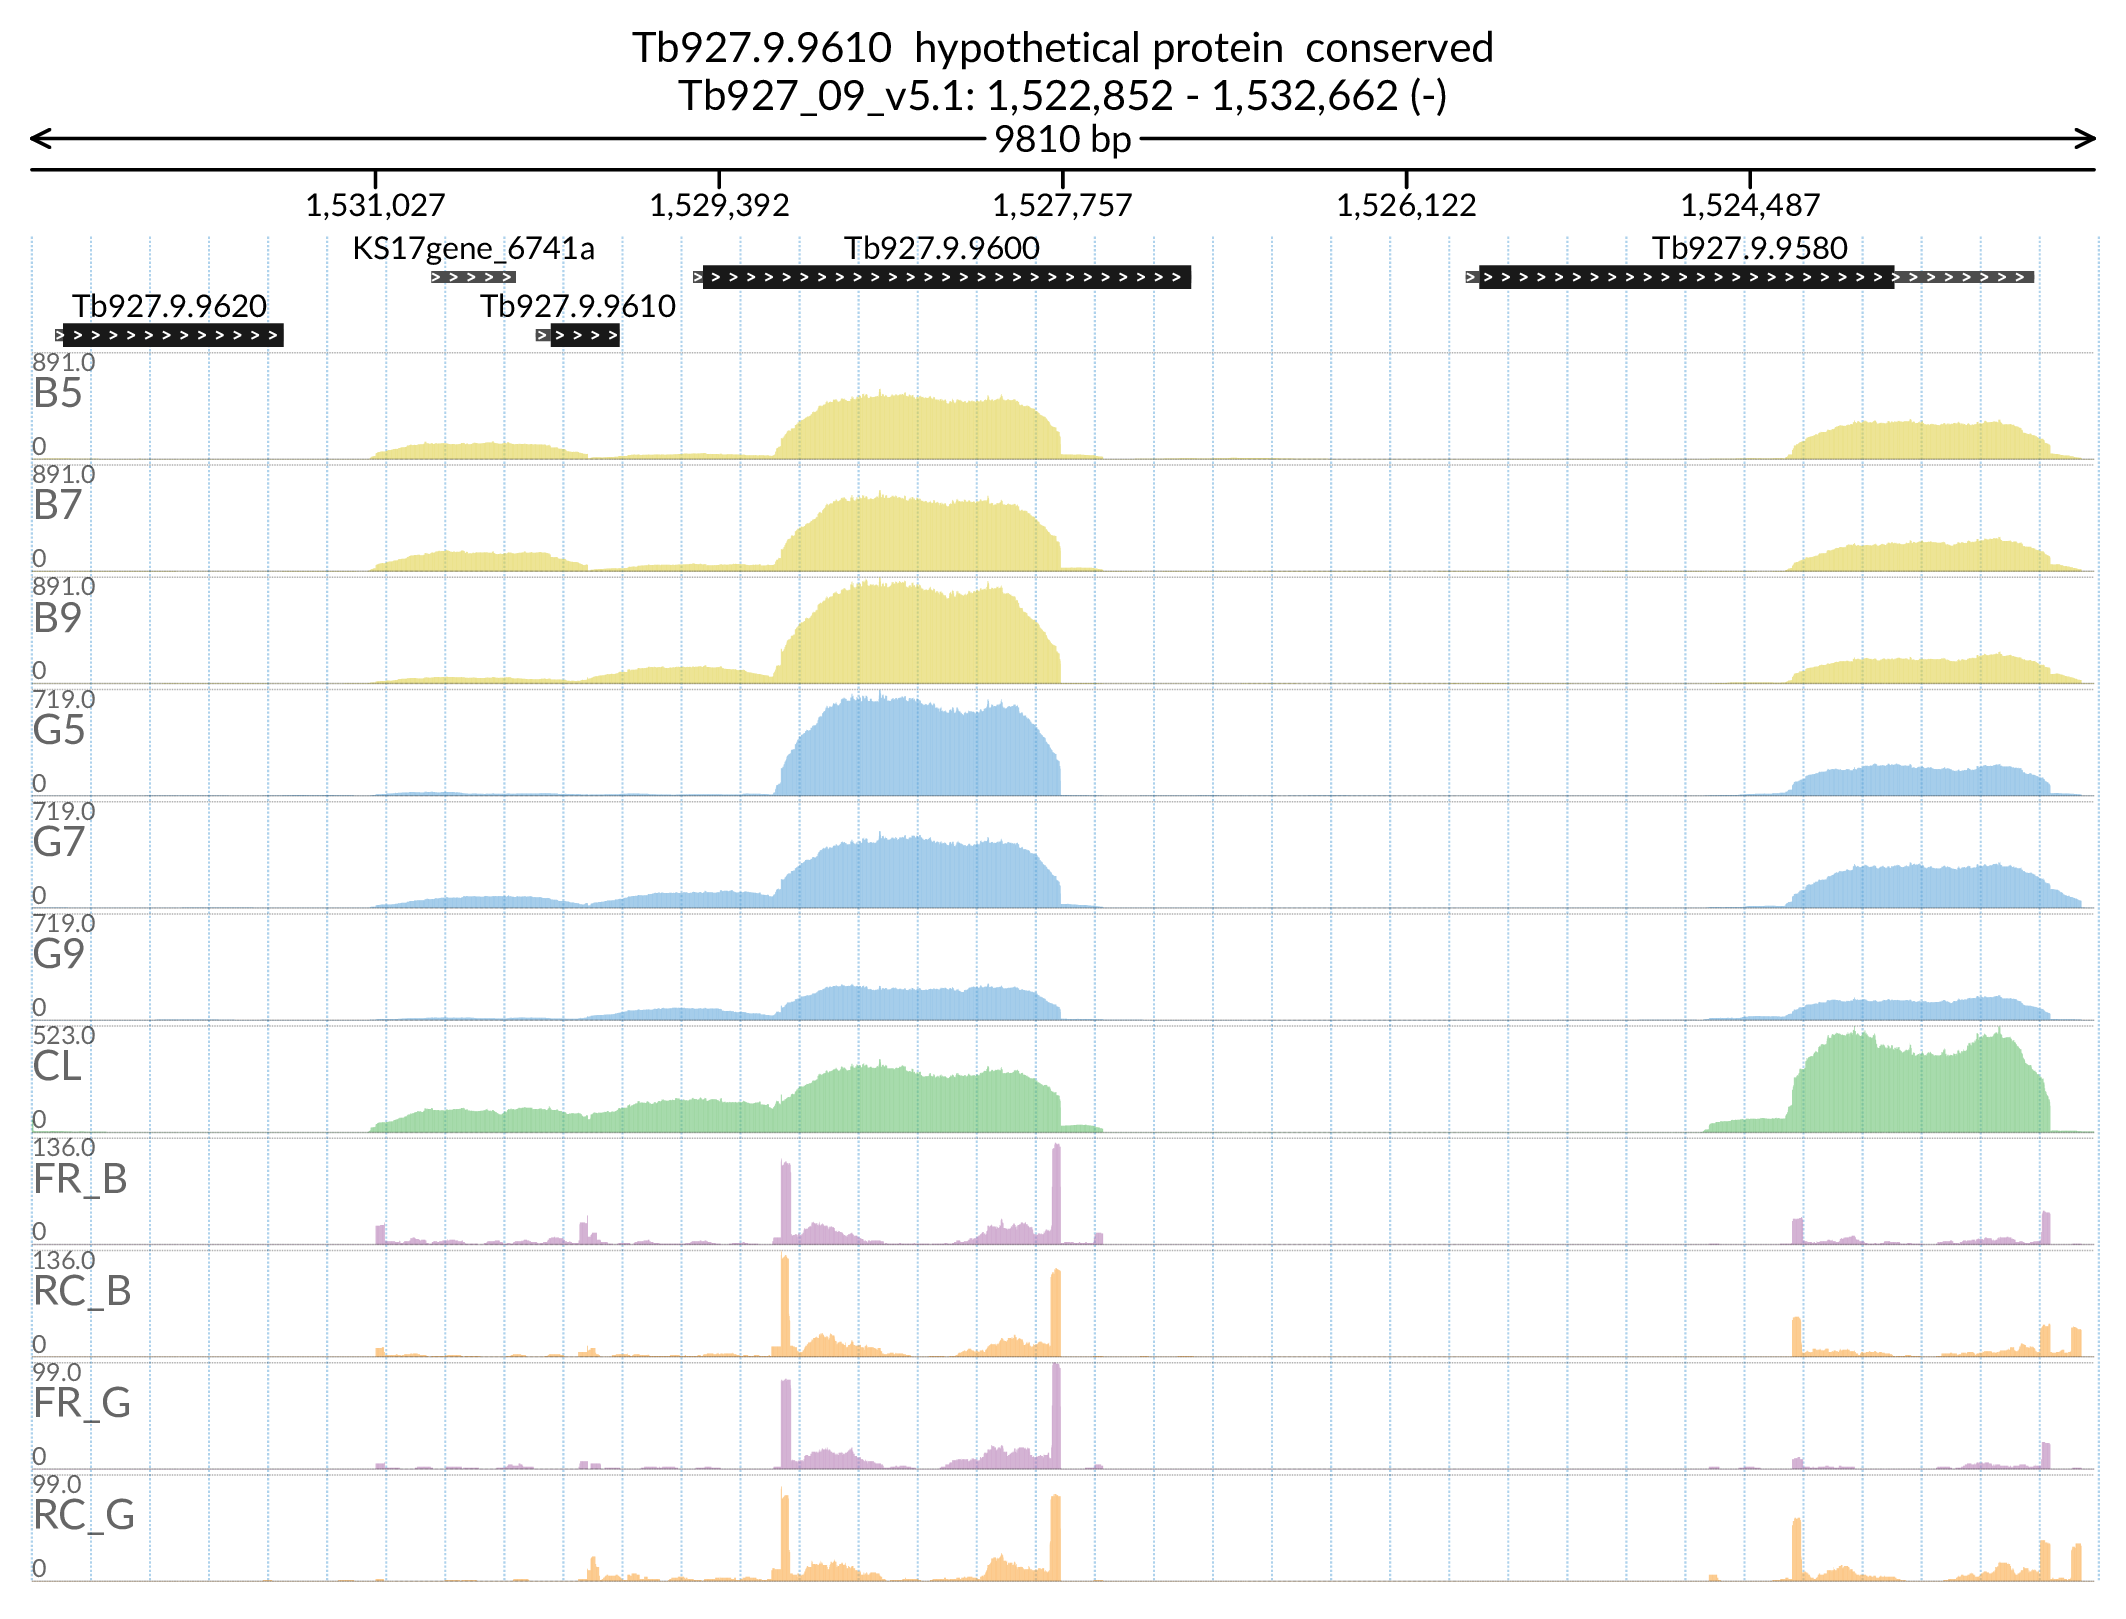 Tb927.9.9610 hypothetical protein conserved
Tb927_09_v5.1: 1,522,852 - 1,532,662 (-)
9810 bp
1,531,027 1,529,392 1,527,757 1,526,122 1,524,487
KS17gene_6741a Tb927.9.9600 Tb927.9.9580
Tb927.9.9620 Tb927.9.9610
891.0
B5
0
891.0
B7
0
891.0
B9
0
719.0
G5
0
719.0
G7
0
719.0
G9
0
523.0
CL
0
136.0
FR_B
0
136.0
RC_B
0
99.0
FR_G
0
99.0
RC_G
0